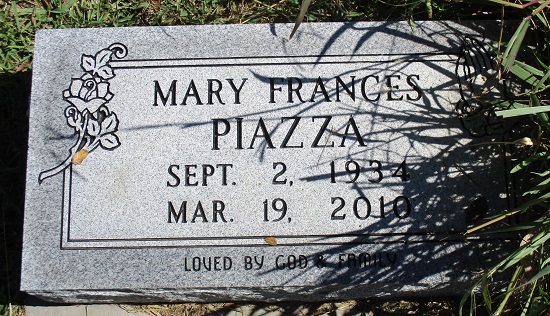 MARY FRANCES
PIAZZA
SEPT. 2, 1934
MAR. 19, 2010
LOVED BY GOD & FAMILY